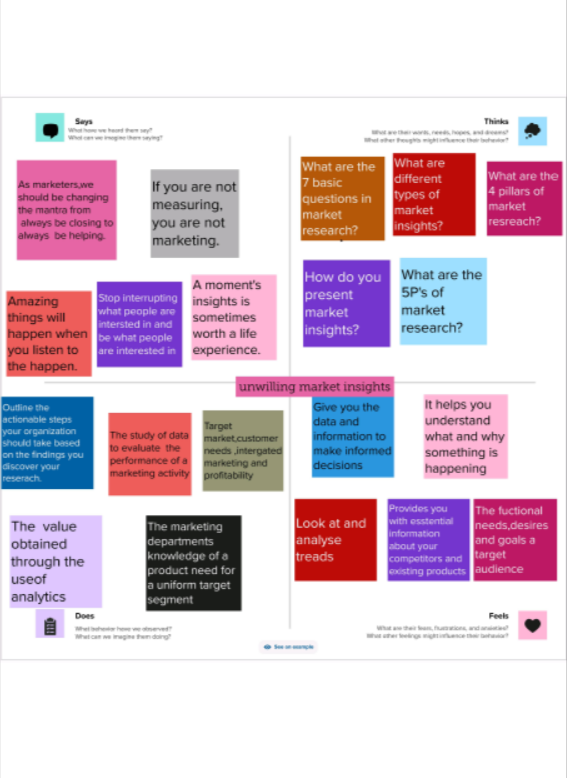 Says
What have we heard them say?
What can we imagine them saying?
Thinks
What are their wants, needs, hopes, and dreams?
What other thoughts might influence their behavior?
As marketers,we
should be changing
the mantra from
always be closing to
always be helping.
If you are not
measuring,
you are not
marketing.
Amazing
things will
happen when
you listen to
the happen.
Stop interrupting
what people are
intersted in and
be what people
are interested in
A moment's
insights is
sometimes
worth a life
experience.
What are the
7 basic
questions in
market
research?
What are
different
types of
market
insights?
What are the
4 pillars of
market
resreach?
How do you
present
market
insights?
What are the
5P's of
market
research?
unwilling market insights
Outline the
actionable steps
your organization
should take based
on the findings you
discover your
reserach.
The study of data
to evaluate the
performance of a
marketing activity
Target
market,customer
needs ,intergated
marketing and
profitability
The value
obtained
through the
useof
analytics
The marketing
departments
knowledge of a
product need for
a uniform target
segment
Give you the
data and
information to
make informed
decisions
It helps you
understand
what and why
something is
happening
Look at and
analyse
treads
Provides you
with esstential
information
about your
competitors and
existing products
The fuctional
needs,desires
and goals a
target
audience
Does
What behavior have we observed?
What can we imagine them doing?
Feels
What are their fears, frustrations, and anxieties?
What other feelings might influence their behavior?
See an example